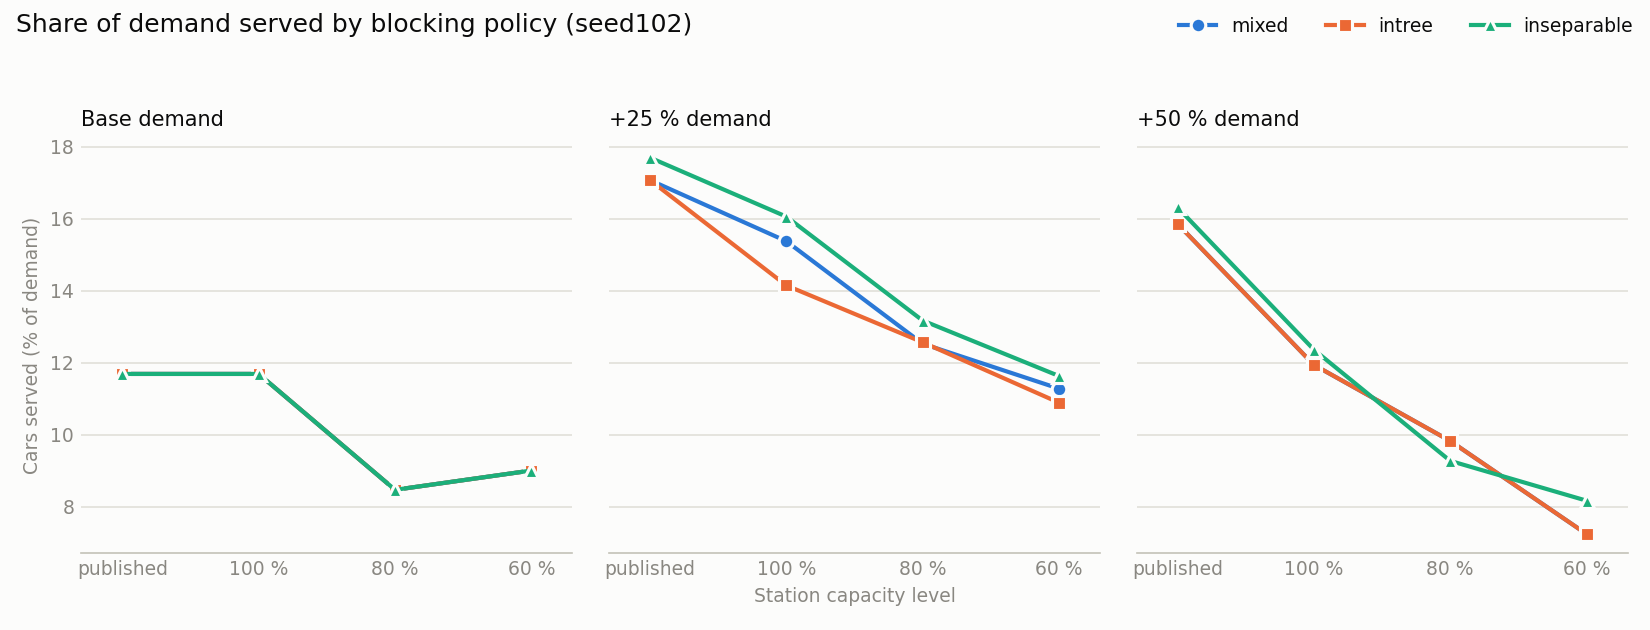 Share of demand served by blocking policy (seed102)
mixed
intree
inseparable
Base demand
+25 % demand
+50 % demand
Cars served (% of demand)
18
16
14
12
10
8
published 100 % 80 % 60 %
published 100 % 80 % 60 %
published 100 % 80 % 60 %
Station capacity level